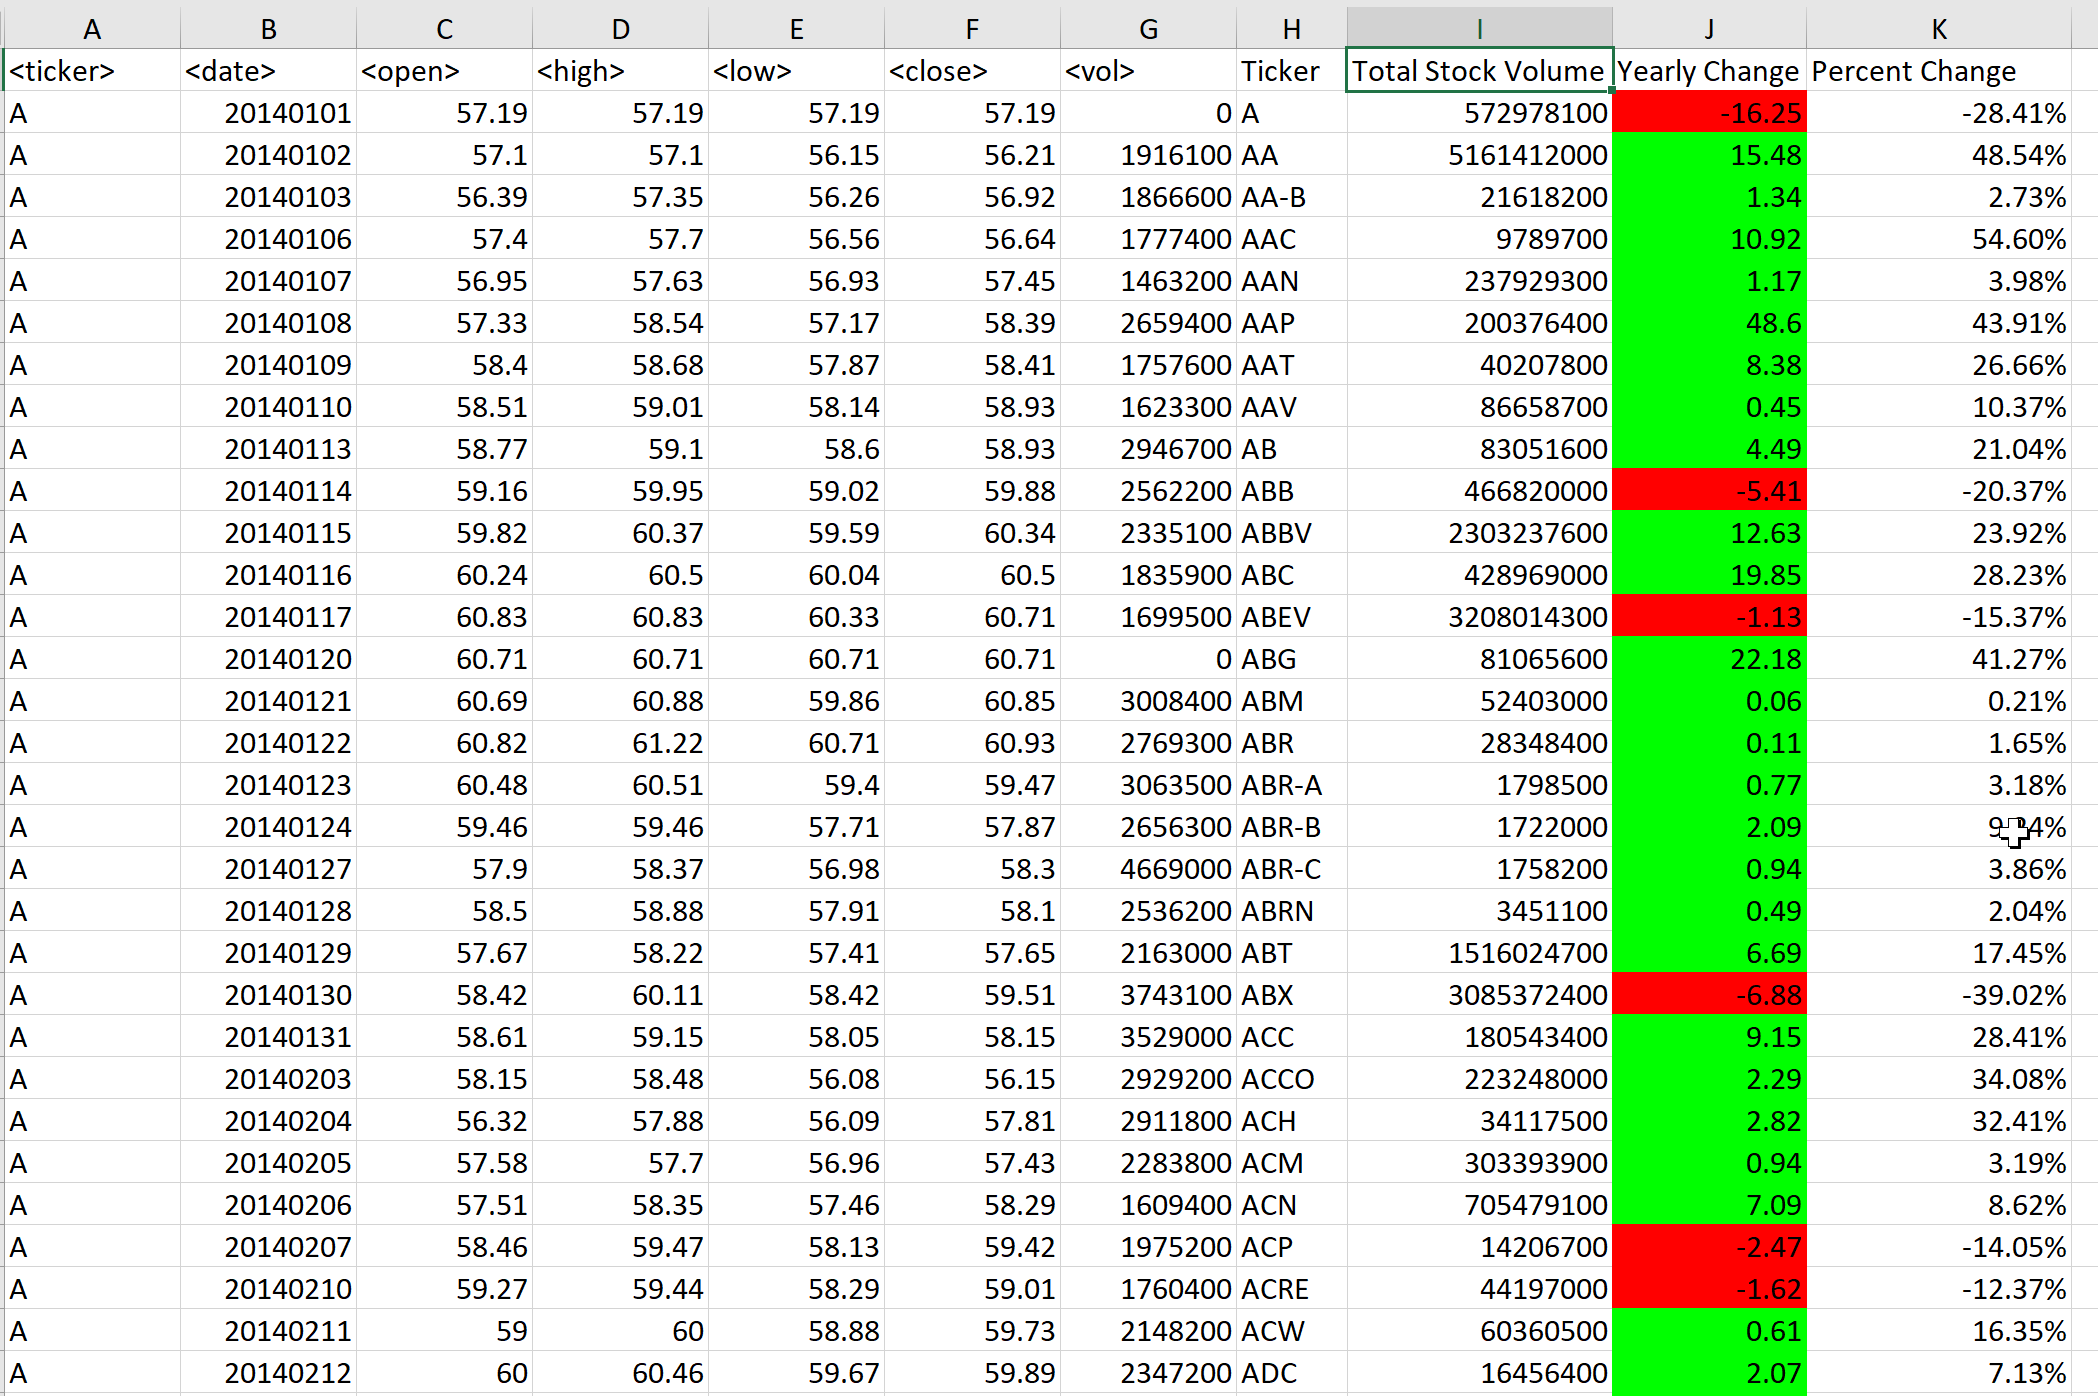 A B C D E F G H I J K
<ticker> <date> <open> <high> <low> <close> <vol> Ticker Total Stock Volume Yearly Change Percent Change
A 20140101 57.19 57.19 57.19 57.19 0 A 572978100 -16.25 -28.41%
A 20140102 57.1 57.1 56.15 56.21 1916100 AA 5161412000 15.48 48.54%
A 20140103 56.39 57.35 56.26 56.92 1866600 AA-B 21618200 1.34 2.73%
A 20140106 57.4 57.7 56.56 56.64 1777400 AAC 9789700 10.92 54.60%
A 20140107 56.95 57.63 56.93 57.45 1463200 AAN 237929300 1.17 3.98%
A 20140108 57.33 58.54 57.17 58.39 2659400 AAP 200376400 48.6 43.91%
A 20140109 58.4 58.68 57.87 58.41 1757600 AAT 40207800 8.38 26.66%
A 20140110 58.51 59.01 58.14 58.93 1623300 AAV 86658700 0.45 10.37%
A 20140113 58.77 59.1 58.6 58.93 2946700 AB 83051600 4.49 21.04%
A 20140114 59.16 59.95 59.02 59.88 2562200 ABB 466820000 -5.41 -20.37%
A 20140115 59.82 60.37 59.59 60.34 2335100 ABBV 2303237600 12.63 23.92%
A 20140116 60.24 60.5 60.04 60.5 1835900 ABC 428969000 19.85 28.23%
A 20140117 60.83 60.83 60.33 60.71 1699500 ABEV 3208014300 -1.13 -15.37%
A 20140120 60.71 60.71 60.71 60.71 0 ABG 81065600 22.18 41.27%
A 20140121 60.69 60.88 59.86 60.85 3008400 ABM 52403000 0.06 0.21%
A 20140122 60.82 61.22 60.71 60.93 2769300 ABR 28348400 0.11 1.65%
A 20140123 60.48 60.51 59.4 59.47 3063500 ABR-A 1798500 0.77 3.18%
A 20140124 59.46 59.46 57.71 57.87 2656300 ABR-B 1722000 2.09
A 20140127 57.9 58.37 56.98 58.3 4669000 ABR-C 1758200 0.94 3.86%
A 20140128 58.5 58.88 57.91 58.1 2536200 ABRN 3451100 0.49 2.04%
A 20140129 57.67 58.22 57.41 57.65 2163000 ABT 1516024700 6.69 17.45%
A 20140130 58.42 60.11 58.42 59.51 3743100 ABX 3085372400 -6.88 -39.02%
A 20140131 58.61 59.15 58.05 58.15 3529000 ACC 180543400 9.15 28.41%
A 20140203 58.15 58.48 56.08 56.15 2929200 ACCO 223248000 2.29 34.08%
A 20140204 56.32 57.88 56.09 57.81 2911800 ACH 34117500 2.82 32.41%
A 20140205 57.58 57.7 56.96 57.43 2283800 ACM 303393900 0.94 3.19%
A 20140206 57.51 58.35 57.46 58.29 1609400 ACN 705479100 7.09 8.62%
A 20140207 58.46 59.47 58.13 59.42 1975200 ACP 14206700 -2.47 -14.05%
A 20140210 59.27 59.44 58.29 59.01 1760400 ACRE 44197000 -1.62 -12.37%
A 20140211 59 60 58.88 59.73 2148200 ACW 60360500 0.61 16.35%
A 20140212 60 60.46 59.67 59.89 2347200 ADC 16456400 2.07 7.13%